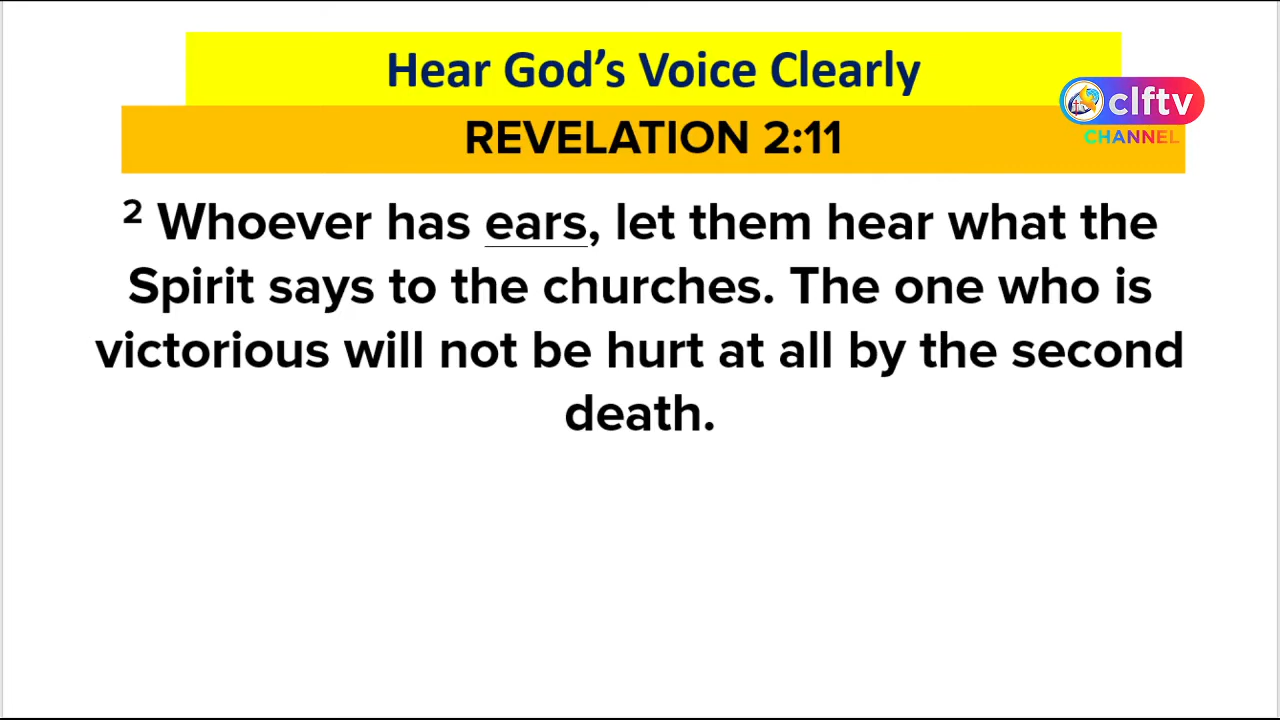 Hear God’s Voice Clearly
clftv
CHANNEL
REVELATION 2:11
² Whoever has ears, let them hear what the
Spirit says to the churches. The one who is
victorious will not be hurt at all by the second
death.